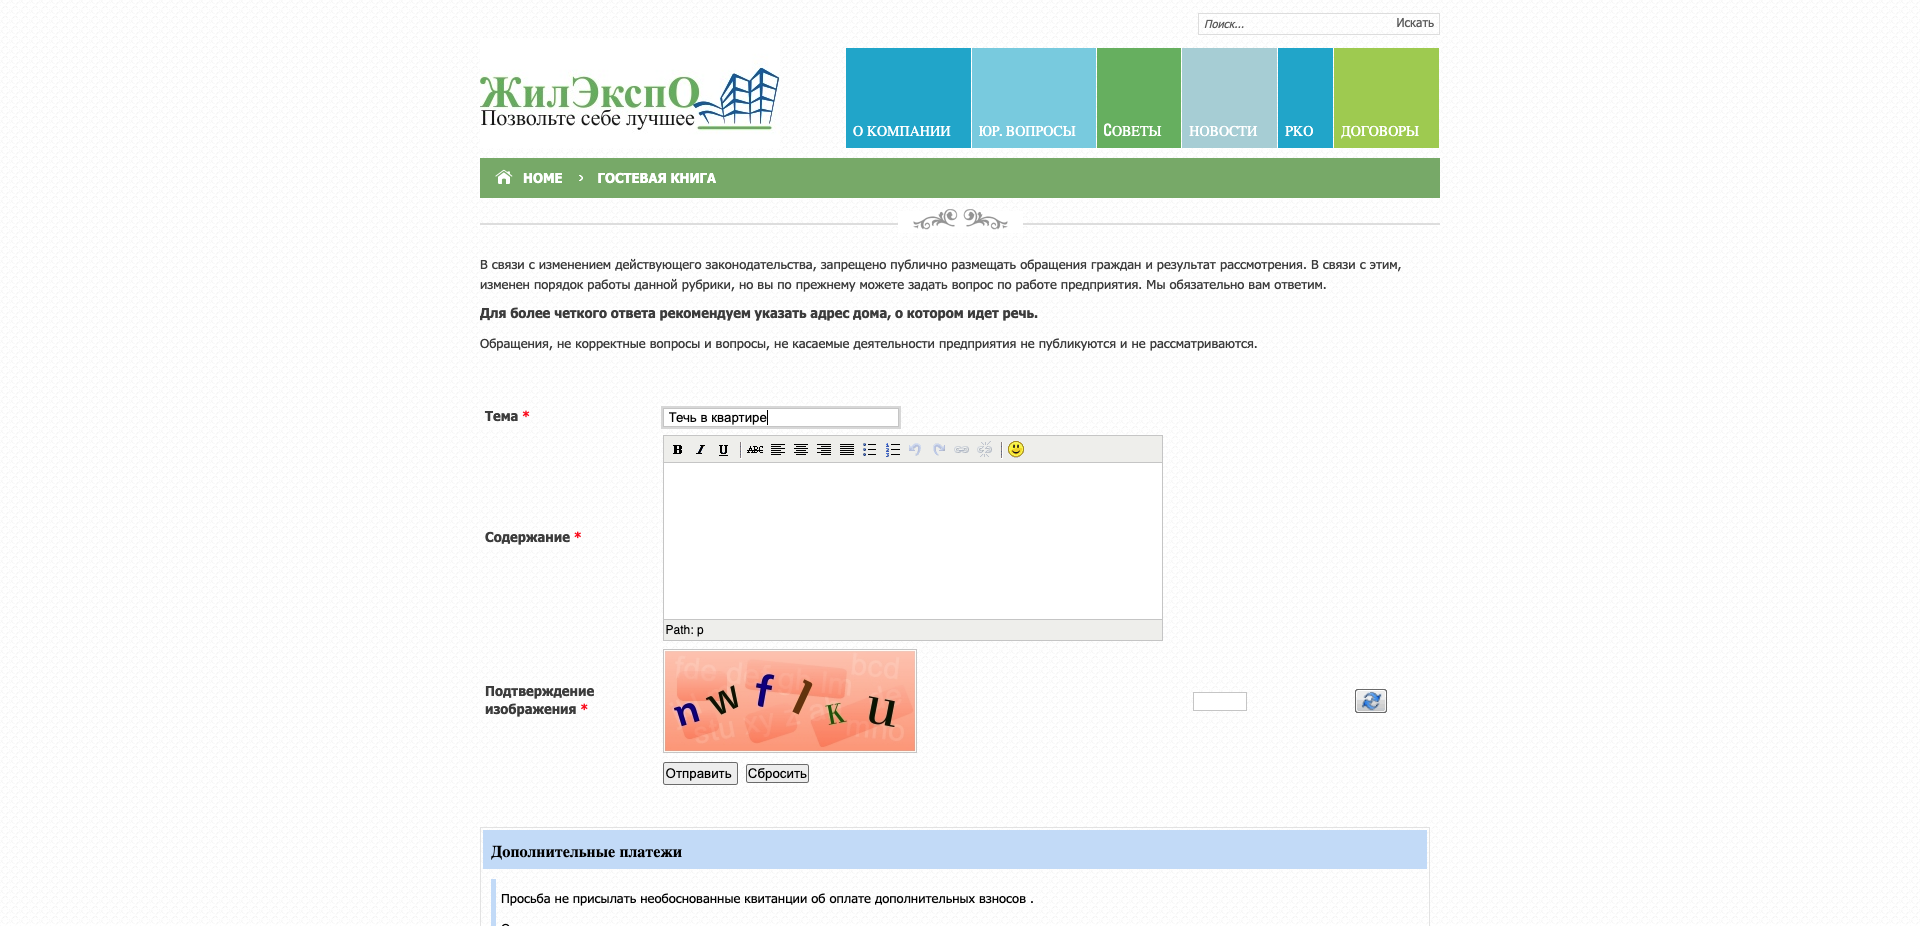 Поиск...
Искать
ЖилЭкспО
Позвольте себе лучшее
О КОМПАНИИ
ЮР. ВОПРОСЫ
СОВЕТЫ
НОВОСТИ
РКО
ДОГОВОРЫ
HOME › ГОСТЕВАЯ КНИГА
В связи с изменением действующего законодательства, запрещено публично размещать обращения граждан и результат рассмотрения. В связи с этим,
изменен порядок работы данной рубрики, но вы по прежнему можете задать вопрос по работе предприятия. Мы обязательно вам ответим.
Для более четкого ответа рекомендуем указать адрес дома, о котором идет речь.
Обращения, не корректные вопросы и вопросы, не касаемые деятельности предприятия не публикуются и не рассматриваются.
Тема *
Течь в квартире
B I U ABC
Содержание *
Path: p
Подтверждение
изображения *
nwflκu
Отправить
Сбросить
Дополнительные платежи
Просьба не присылать необоснованные квитанции об оплате дополнительных взносов .